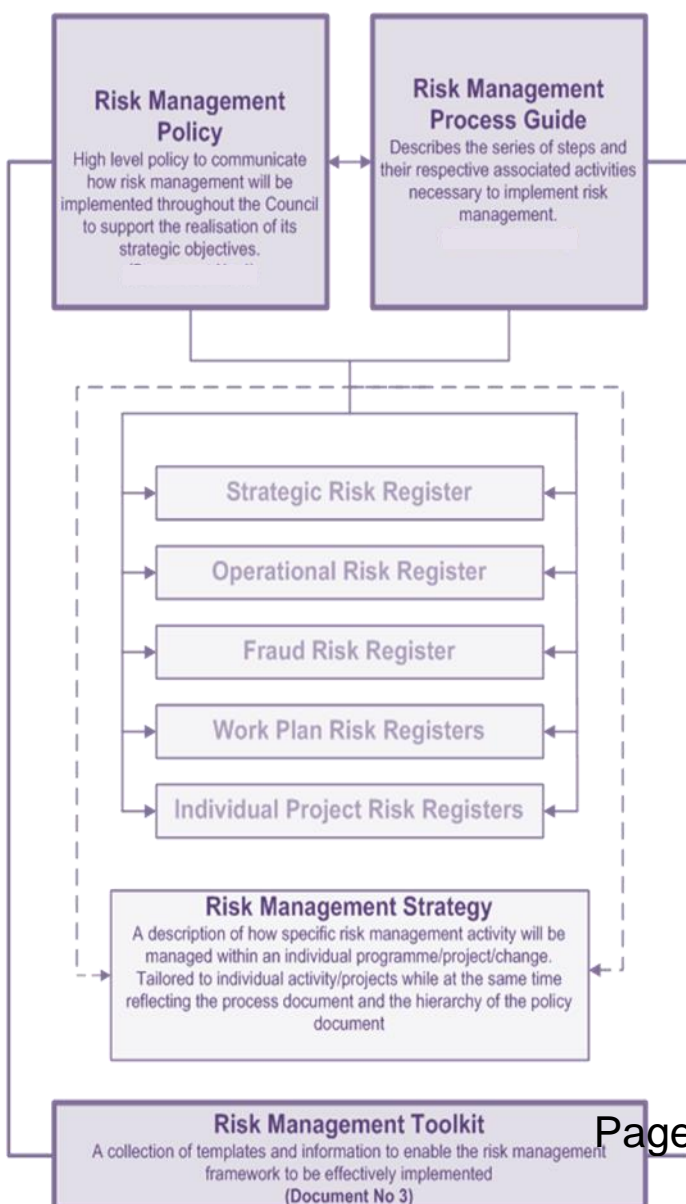 Risk Management
Policy
High level policy to communicate
how risk management will be
implemented throughout the Council
to support the realisation of its
strategic objectives.
Risk Management
Process Guide
Describes the series of steps and
their respective associated activities
necessary to implement risk
management.
Strategic Risk Register
Operational Risk Register
Fraud Risk Register
Work Plan Risk Registers
Individual Project Risk Registers
Risk Management Strategy
A description of how specific risk management activity will be
managed within an individual programme/project/change.
Tailored to individual activity/projects while at the same time
reflecting the process document and the hierarchy of the policy
document
Risk Management Toolkit
A collection of templates and information to enable the risk management
framework to be effectively implemented
(Document No 3)
Page